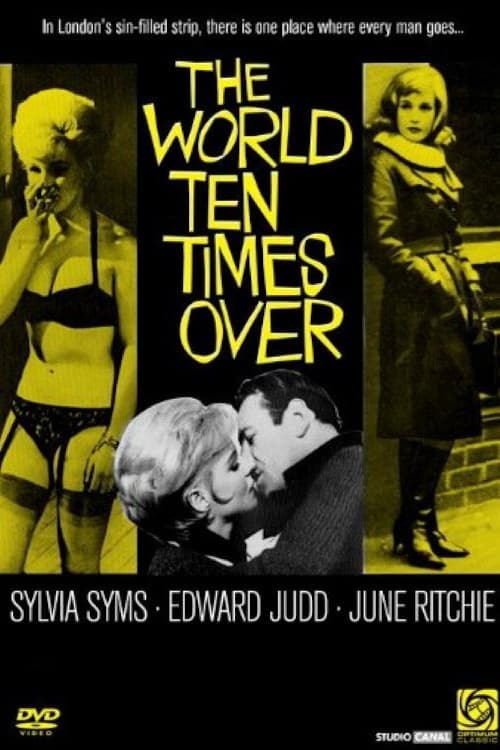 In London's sin-filled strip, there is one place where every man goes...
THE
WORLD
TEN
TIMES
OVER
SYLVIA SYMS · EDWARD JUDD · JUNE RITCHIE
DVD
VIDEO
STUDIO CANAL
OPTIMUM
CLASSIC